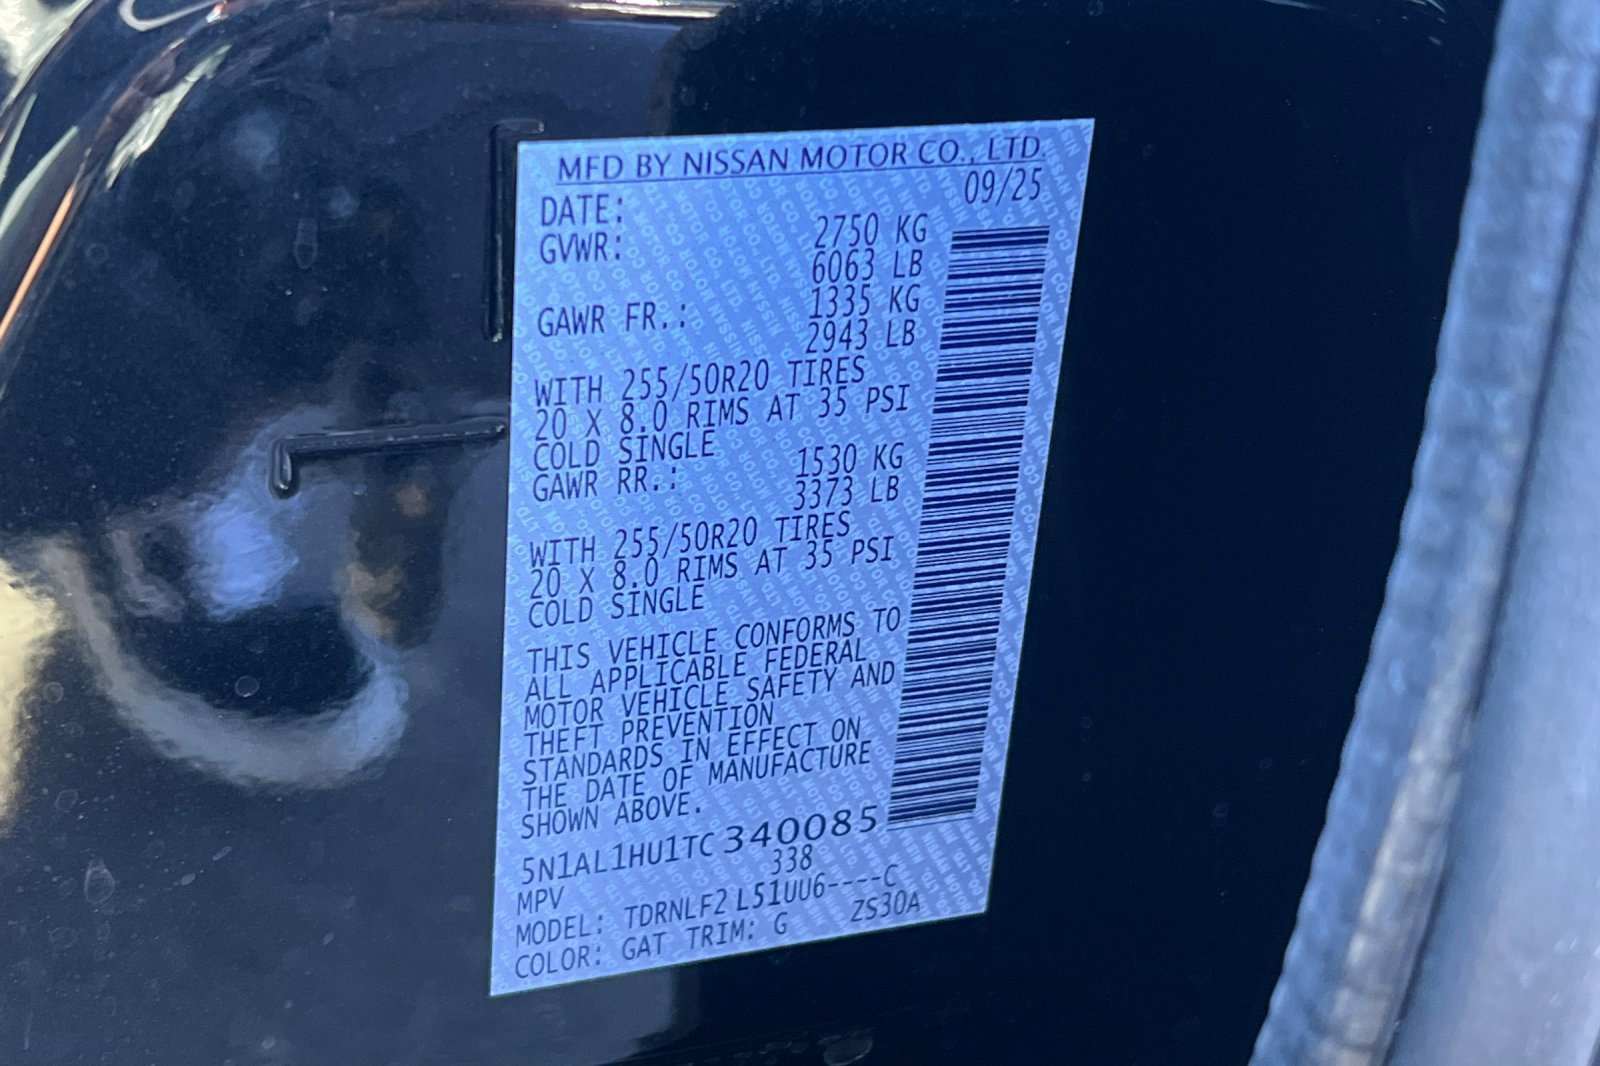 MFD BY NISSAN MOTOR CO., LTD.
DATE: 09/25
GVWR: 2750 KG
6063 LB
GAWR FR.: 1335 KG
2943 LB
WITH 255/50R20 TIRES
20 X 8.0 RIMS AT 35 PSI
COLD SINGLE
GAWR RR.: 1530 KG
3373 LB
WITH 255/50R20 TIRES
20 X 8.0 RIMS AT 35 PSI
COLD SINGLE
THIS VEHICLE CONFORMS TO
ALL APPLICABLE FEDERAL
MOTOR VEHICLE SAFETY AND
THEFT PREVENTION
STANDARDS IN EFFECT ON
THE DATE OF MANUFACTURE
SHOWN ABOVE.
5N1AL1HU1TC340085
MPV 338
MODEL: TDRNLF2 L51UU6----C
COLOR: GAT TRIM: G ZS30A